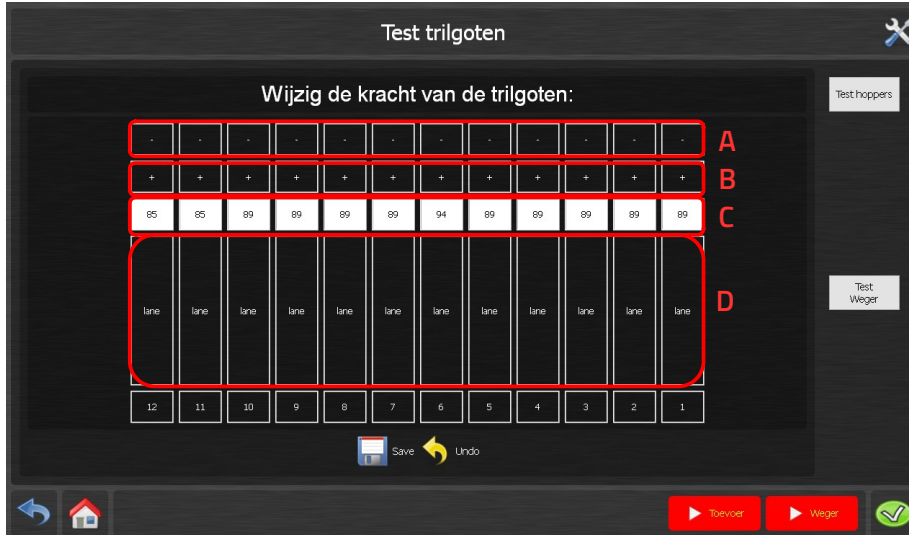 Test trilgoten
Wijzig de kracht van de trilgoten:
Test hoppers
- - - - - - - - - - - - A
+ + + + + + + + + + + + B
85 85 89 89 89 89 94 89 89 89 89 89 C
lane lane lane lane lane lane lane lane lane lane lane lane D
Test
Weger
12 11 10 9 8 7 6 5 4 3 2 1
Save Undo
Toevoer Weger